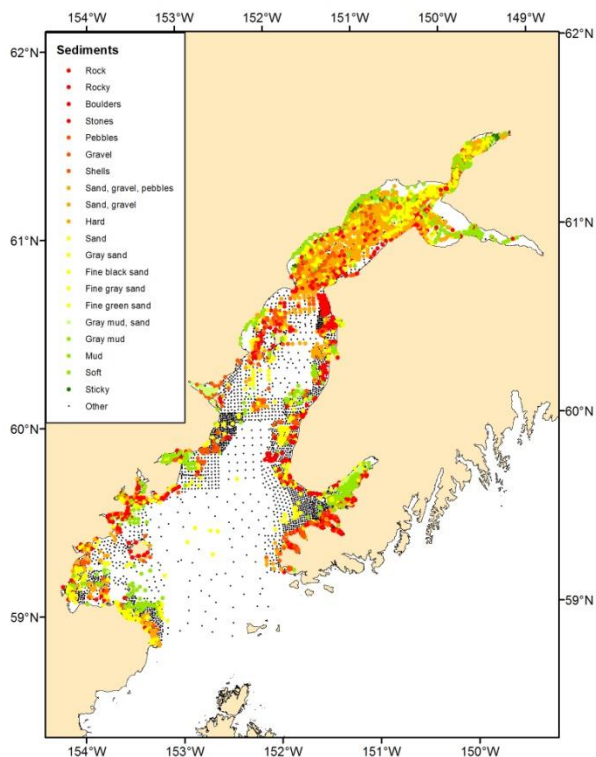 154°W 153°W 152°W 151°W 150°W 149°W
62°N 62°N
Sediments
Rock
Rocky
Boulders
Stones
Pebbles
Gravel
Shells
Sand, gravel, pebbles
Sand, gravel
Hard
Sand
Gray sand
Fine black sand
Fine gray sand
Fine green sand
Gray mud, sand
Gray mud
Mud
Soft
Sticky
Other
61°N 61°N
60°N 60°N
59°N 59°N
154°W 153°W 152°W 151°W 150°W